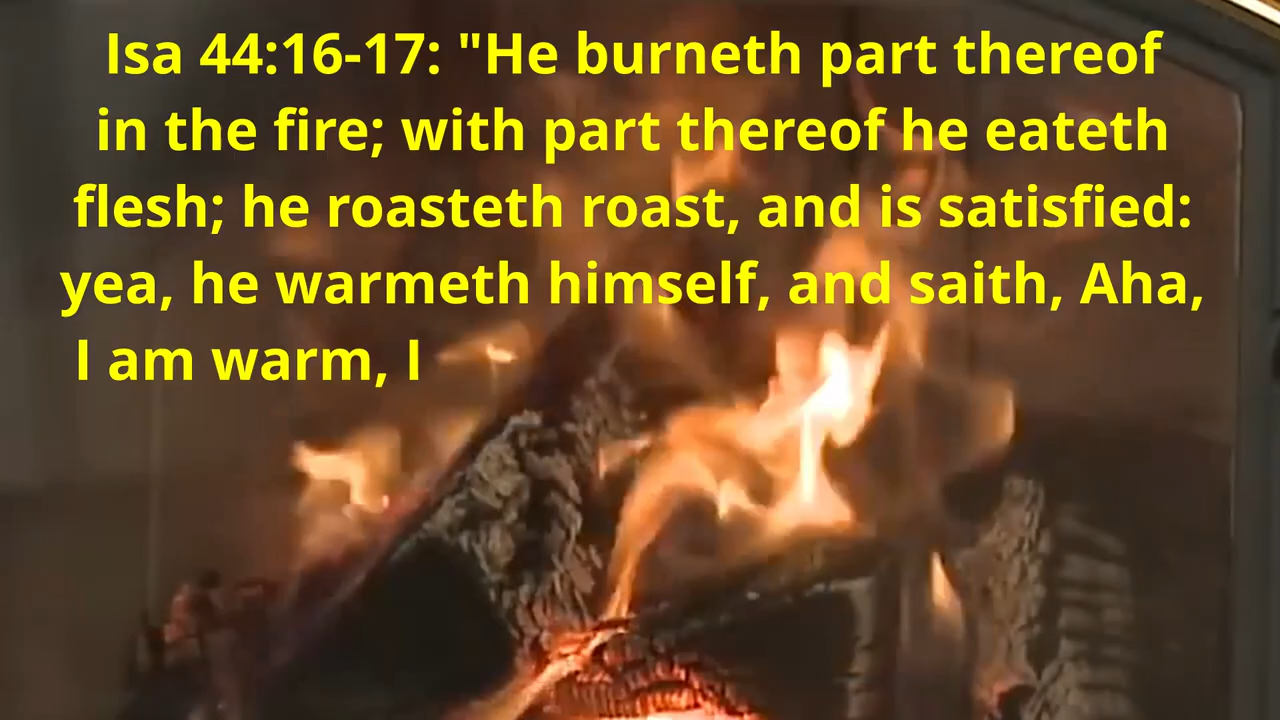 Isa 44:16-17: "He burneth part thereof
in the fire; with part thereof he eateth
flesh; he roasteth roast, and is satisfied:
yea, he warmeth himself, and saith, Aha,
I am warm, I